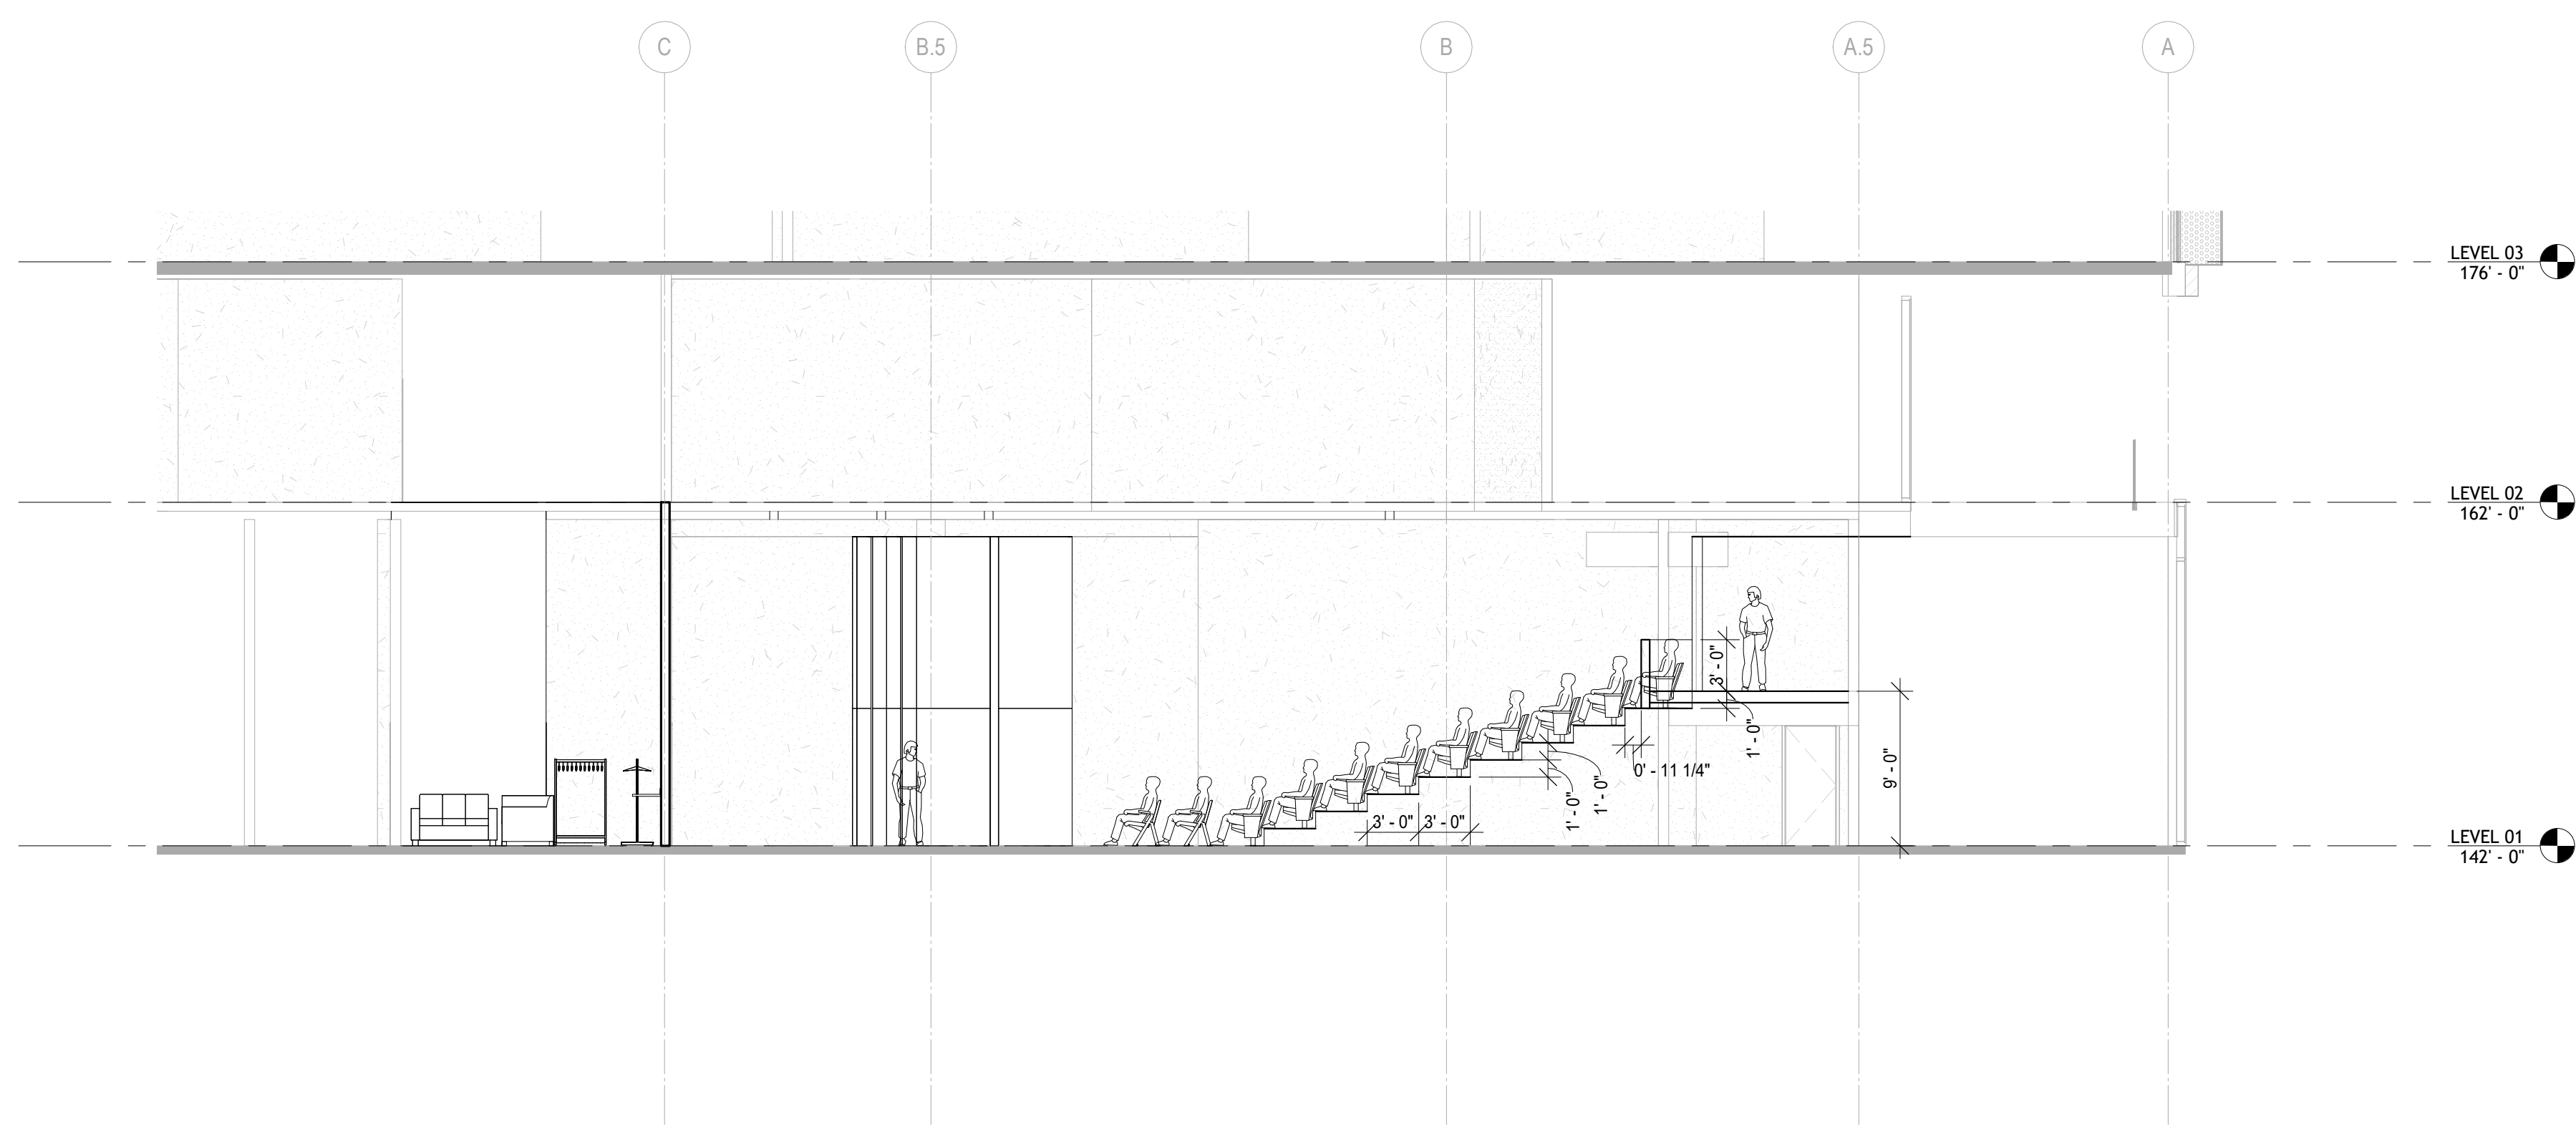 C
B.5
B
A.5
A
LEVEL 03
176' - 0"
LEVEL 02
162' - 0"
3' - 0"
1' - 0"
9' - 0"
0' - 11 1/4"
1' - 0"
1' - 0"
3' - 0"
3' - 0"
LEVEL 01
142' - 0"